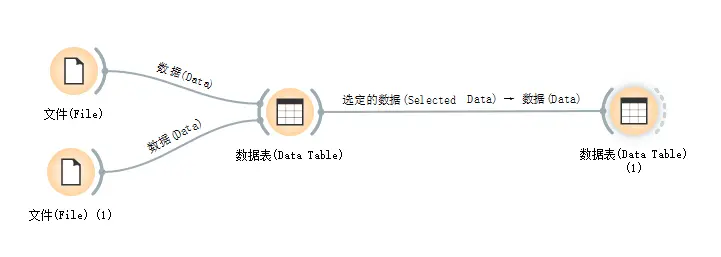 数据(Data)
文件(File)
选定的数据(Selected Data) → 数据(Data)
数据(Data)
数据表(Data Table)
数据表(Data Table)
(1)
文件(File) (1)